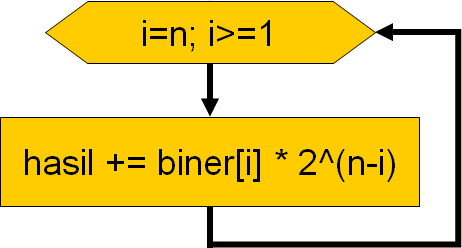 i=n; i>=1
hasil += biner[i] * 2^(n-i)